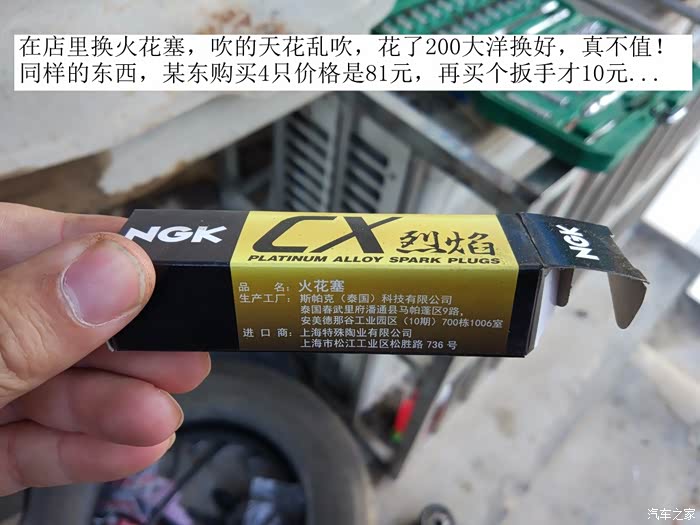 在店里换火花塞，吹的天花乱吹，花了200大洋换好，真不值！
同样的东西，某东购买4只价格是81元，再买个扳手才10元...
NGK
CX 烈焰
PLATINUM ALLOY SPARK PLUGS
NGK
品 名：火花塞
生产工厂：斯帕克（泰国）科技有限公司
泰国春武里府潘通县马帕蓬区9路，
安美德那谷工业园区（10期）700栋1006室
进口商：上海特殊陶业有限公司
上海市松江工业区松胜路 736 号
汽车之家